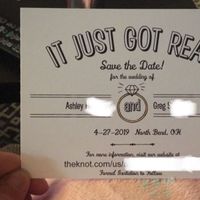 IT JUST GOT REA
Save the Date!
for the wedding of
Ashley H and Greg S
4-27-2019 North Bend, OH
For more information, visit our website at
theknot.com/us/
Formal Invitation to Follow